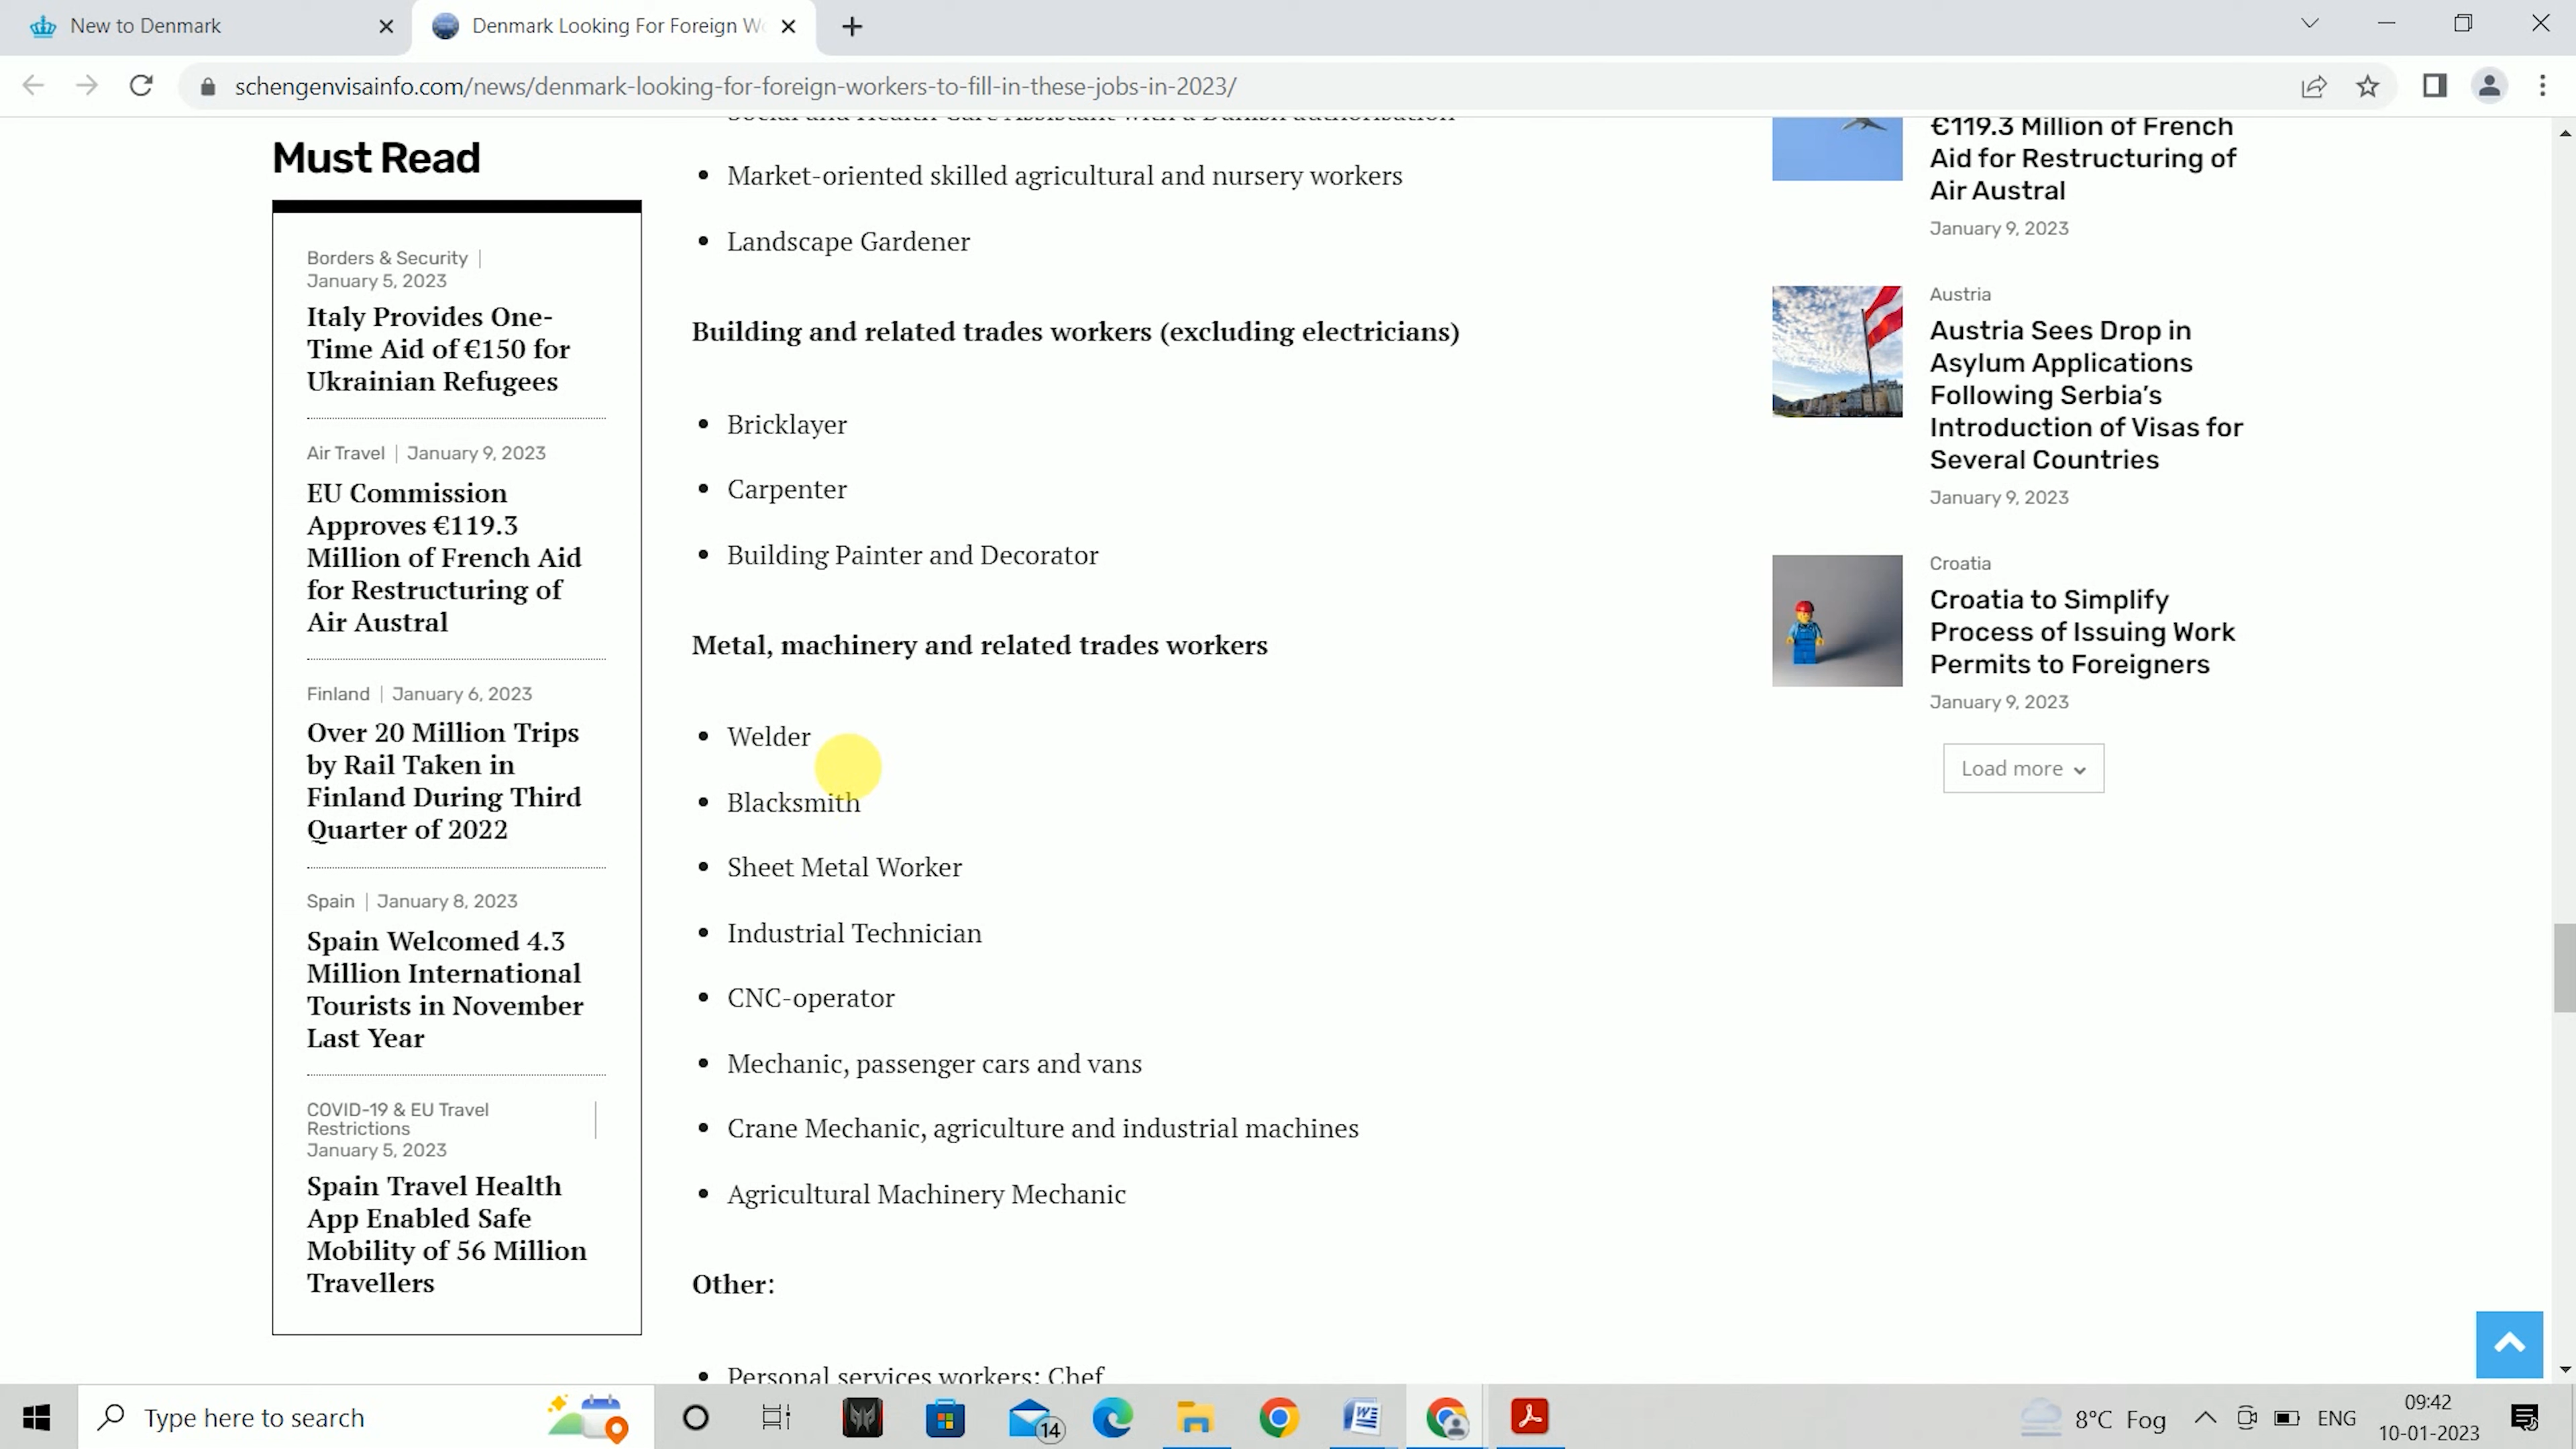 New to Denmark
Denmark Looking For Foreign Wo
schengenvisainfo.com/news/denmark-looking-for-foreign-workers-to-fill-in-these-jobs-in-2023/
Must Read
Borders & Security |
January 5, 2023
Italy Provides One-
Time Aid of €150 for
Ukrainian Refugees
Air Travel | January 9, 2023
EU Commission
Approves €119.3
Million of French Aid
for Restructuring of
Air Austral
Finland | January 6, 2023
Over 20 Million Trips
by Rail Taken in
Finland During Third
Quarter of 2022
Spain | January 8, 2023
Spain Welcomed 4.3
Million International
Tourists in November
Last Year
COVID-19 & EU Travel
Restrictions
January 5, 2023
Spain Travel Health
App Enabled Safe
Mobility of 56 Million
Travellers
Social and Health Care Assistant with a Danish authorisation
• Market-oriented skilled agricultural and nursery workers
• Landscape Gardener
Building and related trades workers (excluding electricians)
• Bricklayer
• Carpenter
• Building Painter and Decorator
Metal, machinery and related trades workers
• Welder
• Blacksmith
• Sheet Metal Worker
• Industrial Technician
• CNC-operator
• Mechanic, passenger cars and vans
• Crane Mechanic, agriculture and industrial machines
• Agricultural Machinery Mechanic
Other:
• Personal services workers: Chef
€119.3 Million of French
Aid for Restructuring of
Air Austral
January 9, 2023
Austria
Austria Sees Drop in
Asylum Applications
Following Serbia's
Introduction of Visas for
Several Countries
January 9, 2023
Croatia
Croatia to Simplify
Process of Issuing Work
Permits to Foreigners
January 9, 2023
Load more
Type here to search
14
8°C Fog
ENG
09:42
10-01-2023